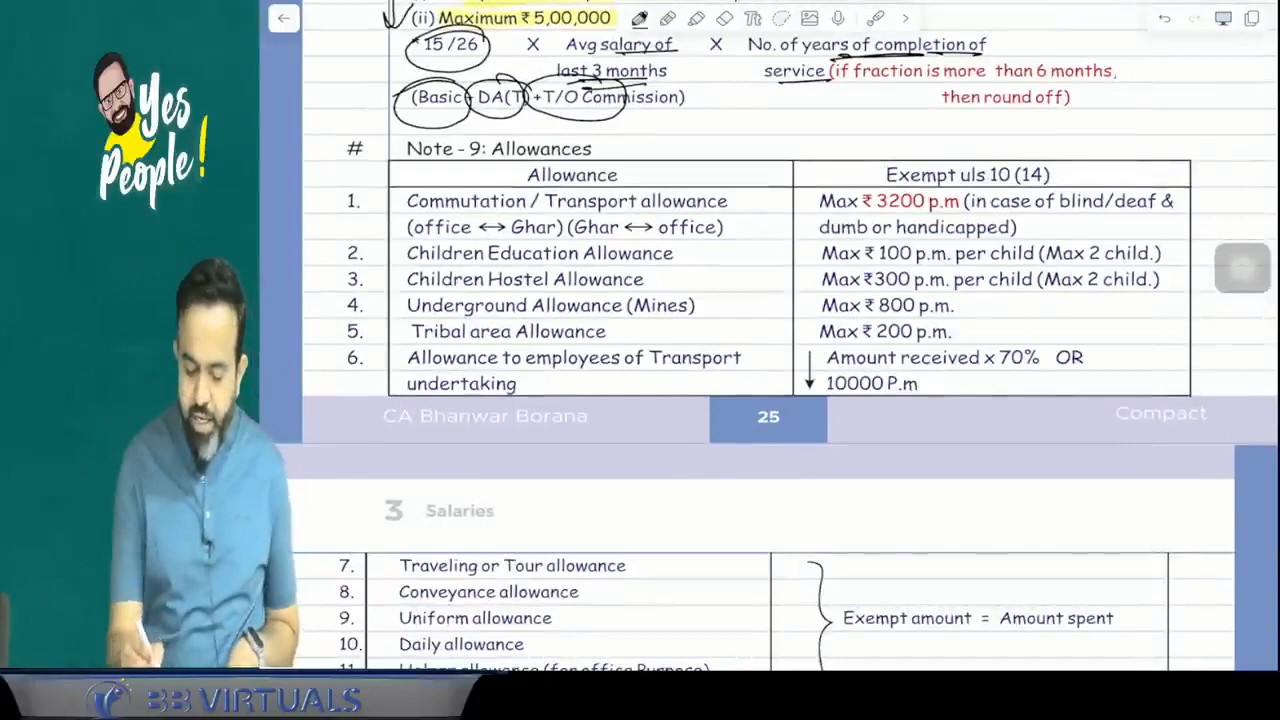 (ii) Maximum ₹ 5,00,000
* 15/26 X Avg salary of X No. of years of completion of
last 3 months service (if fraction is more than 6 months,
(Basic + DA(T) + T/O Commission) then round off)
Yes
People !
# Note - 9: Allowances
Allowance Exempt uls 10 (14)
1. Commutation / Transport allowance Max ₹ 3200 p.m (in case of blind/deaf &
(office ↔ Ghar) (Ghar ↔ office) dumb or handicapped)
2. Children Education Allowance Max ₹ 100 p.m. per child (Max 2 child.)
3. Children Hostel Allowance Max ₹300 p.m. per child (Max 2 child.)
4. Underground Allowance (Mines) Max ₹ 800 p.m.
5. Tribal area Allowance Max ₹ 200 p.m.
6. Allowance to employees of Transport Amount received x 70% OR
undertaking 10000 P.m
CA Bhanwar Borana 25 Compact
3 Salaries
7. Traveling or Tour allowance
8. Conveyance allowance
9. Uniform allowance Exempt amount = Amount spent
10. Daily allowance
11. Helper allowance (for office Purpose)
BB VIRTUALS